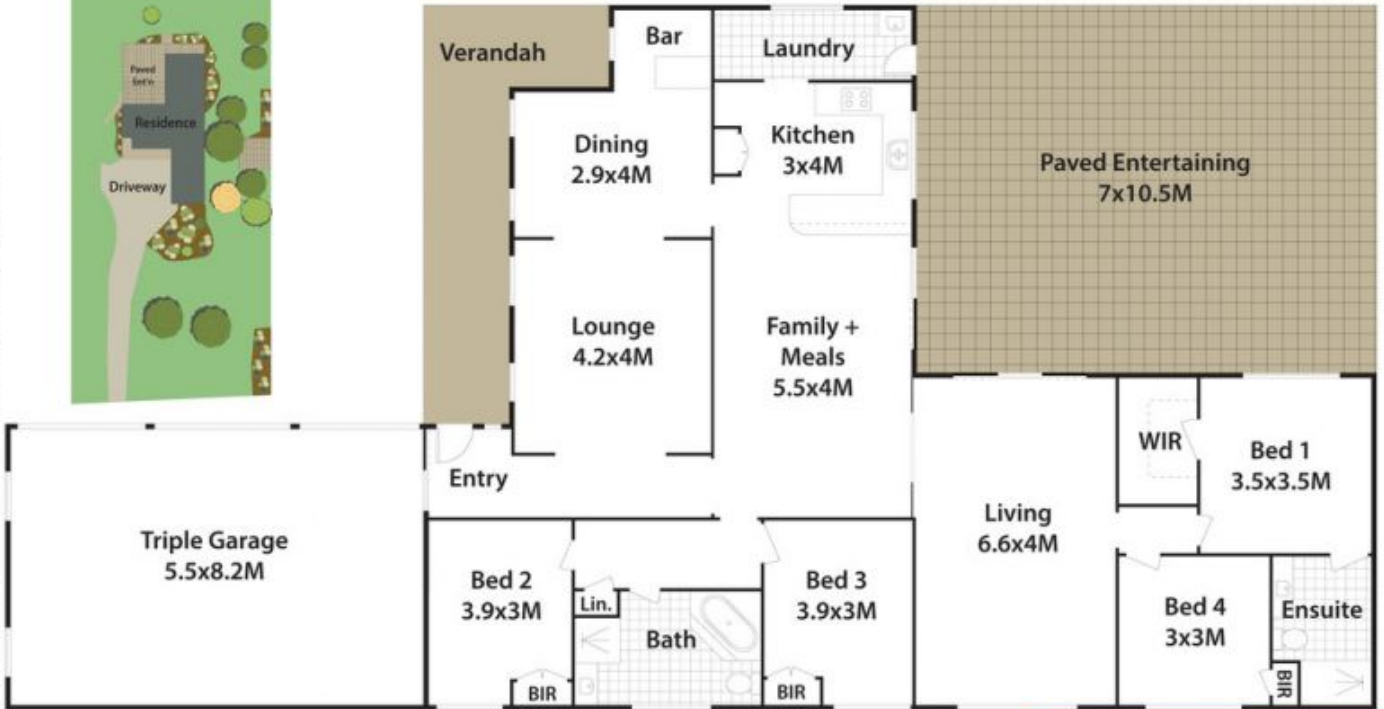 Paved
Ent'n
Residence
Driveway
Verandah
Bar
Laundry
Dining
2.9x4M
Kitchen
3x4M
Paved Entertaining
7x10.5M
Lounge
4.2x4M
Family +
Meals
5.5x4M
Entry
WIR
Bed 1
3.5x3.5M
Triple Garage
5.5x8.2M
Living
6.6x4M
Bed 2
3.9x3M
Lin.
Bath
Bed 3
3.9x3M
Bed 4
3x3M
Ensuite
BIR
BIR
BIR